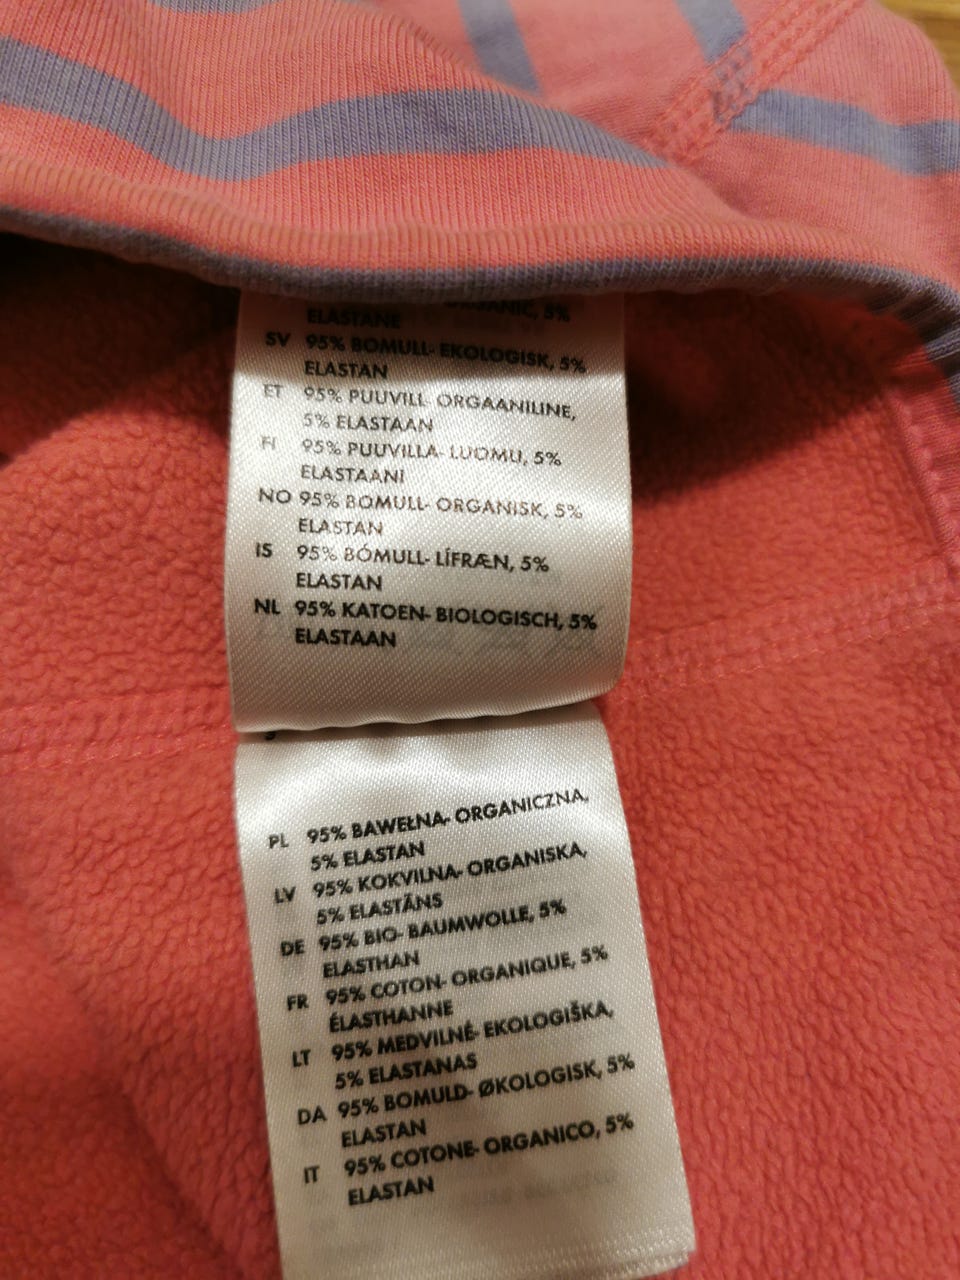 ORGANIC, 5%
ELASTANE
SV 95% BOMULL- EKOLOGISK, 5%
ELASTAN
ET 95% PUUVILL- ORGAANILINE,
5% ELASTAAN
FI 95% PUUVILLA- LUOMU, 5%
ELASTAANI
NO 95% BOMULL- ORGANISK, 5%
ELASTAN
IS 95% BÓMULL- LÍFRÆN, 5%
ELASTAN
NL 95% KATOEN- BIOLOGISCH, 5%
ELASTAAN
PL 95% BAWEŁNA- ORGANICZNA,
5% ELASTAN
LV 95% KOKVILNA- ORGANISKA,
5% ELASTĀNS
DE 95% BIO- BAUMWOLLE, 5%
ELASTHAN
FR 95% COTON- ORGANIQUE, 5%
ÉLASTHANNE
LT 95% MEDVILNĖ- EKOLOGIŠKA,
5% ELASTANAS
DA 95% BOMULD- ØKOLOGISK, 5%
ELASTAN
IT 95% COTONE- ORGANICO, 5%
ELASTAN